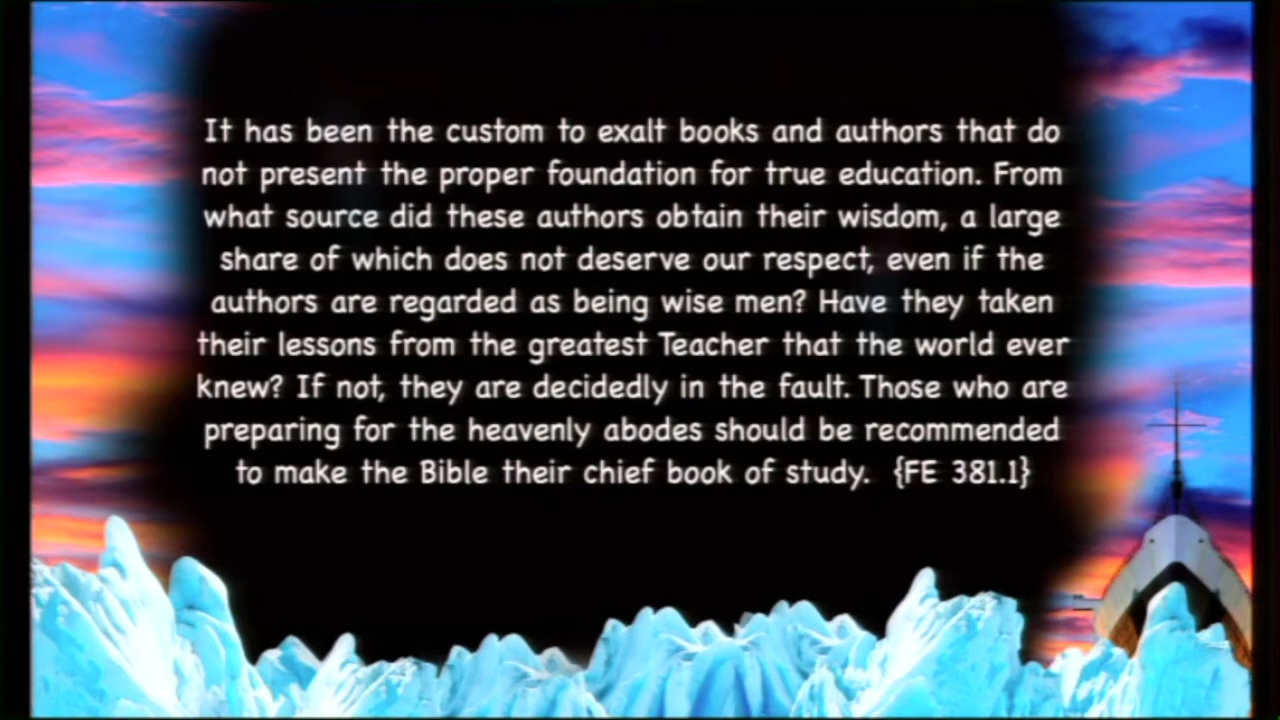 It has been the custom to exalt books and authors that do
not present the proper foundation for true education. From
what source did these authors obtain their wisdom, a large
share of which does not deserve our respect, even if the
authors are regarded as being wise men? Have they taken
their lessons from the greatest Teacher that the world ever
knew? If not, they are decidedly in the fault. Those who are
preparing for the heavenly abodes should be recommended
to make the Bible their chief book of study. {FE 381.1}